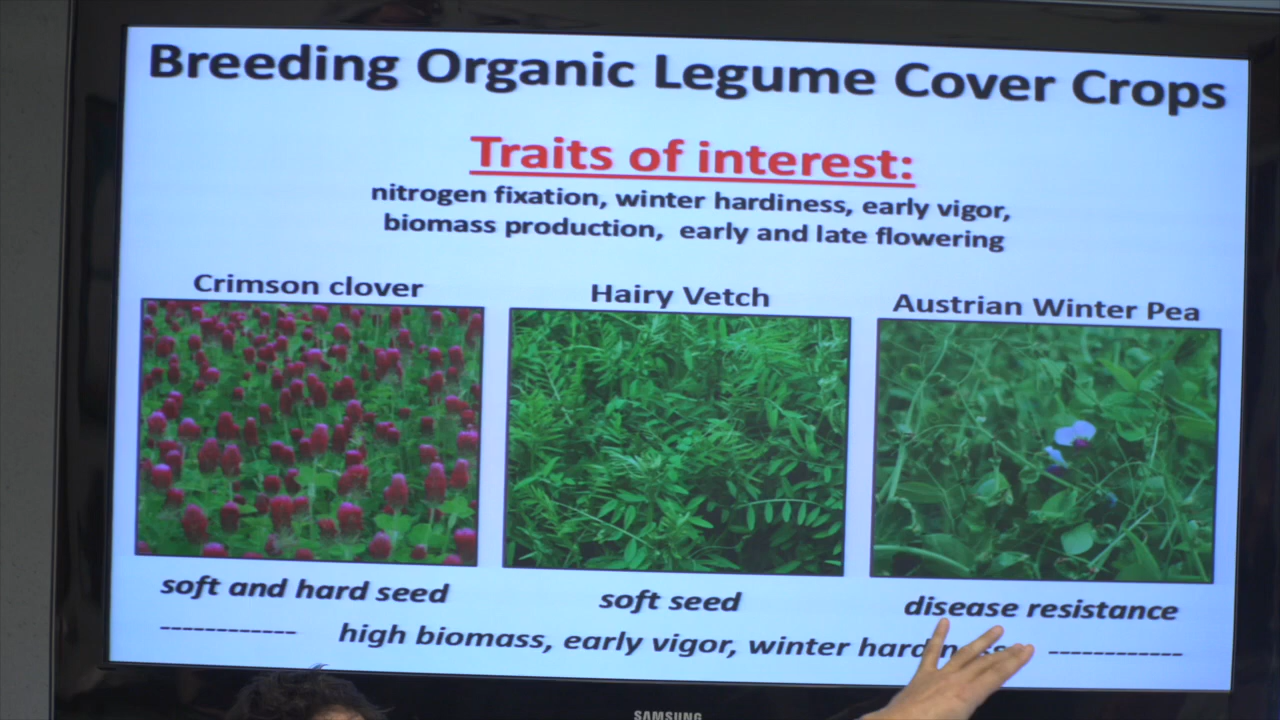 Breeding Organic Legume Cover Crops
Traits of interest:
nitrogen fixation, winter hardiness, early vigor,
biomass production, early and late flowering
Crimson clover
Hairy Vetch
Austrian Winter Pea
soft and hard seed
soft seed
disease resistance
------------ high biomass, early vigor, winter hardiness ------------
SAMSUNG